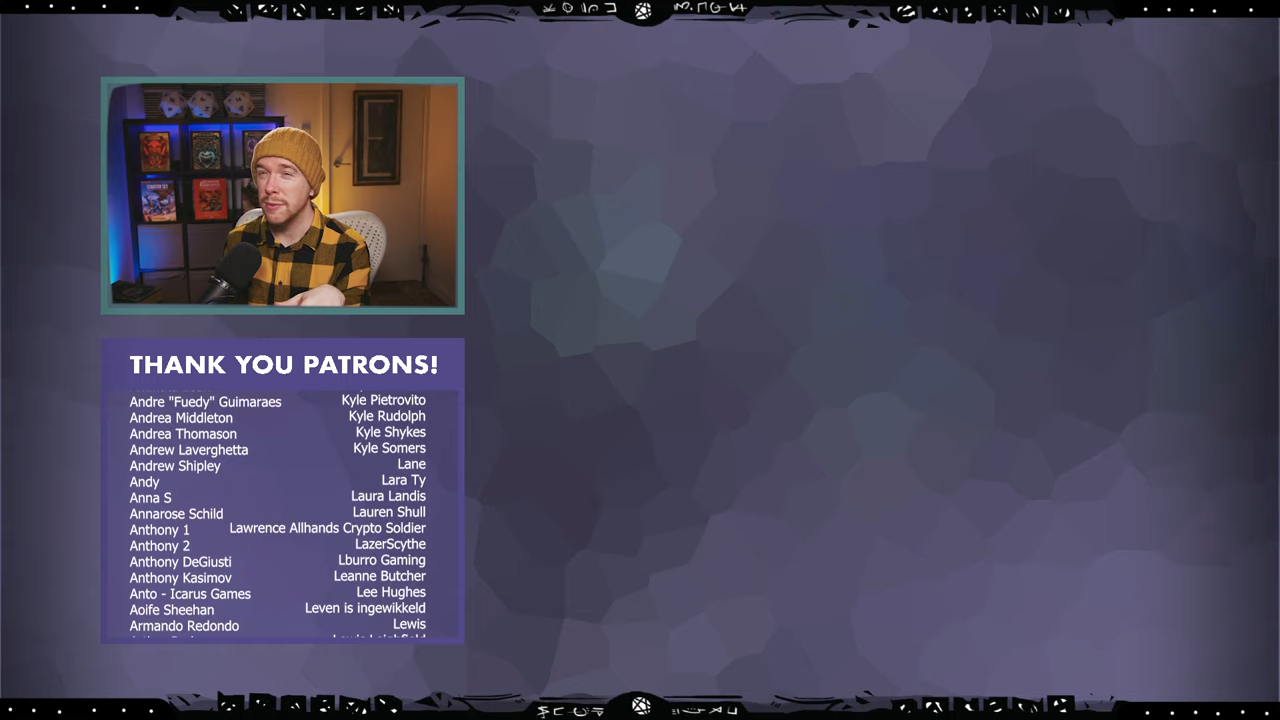 THANK YOU PATRONS!
Andre "Fuedy" Guimaraes
Andrea Middleton
Andrea Thomason
Andrew Laverghetta
Andrew Shipley
Andy
Anna S
Annarose Schild
Anthony 1
Anthony 2
Anthony DeGiusti
Anthony Kasimov
Anto - Icarus Games
Aoife Sheehan
Armando Redondo
Kyle Pietrovito
Kyle Rudolph
Kyle Shykes
Kyle Somers
Lane
Lara Ty
Laura Landis
Lauren Shull
Lawrence Allhands Crypto Soldier
LazerScythe
Lburro Gaming
Leanne Butcher
Lee Hughes
Leven is ingewikkeld
Lewis